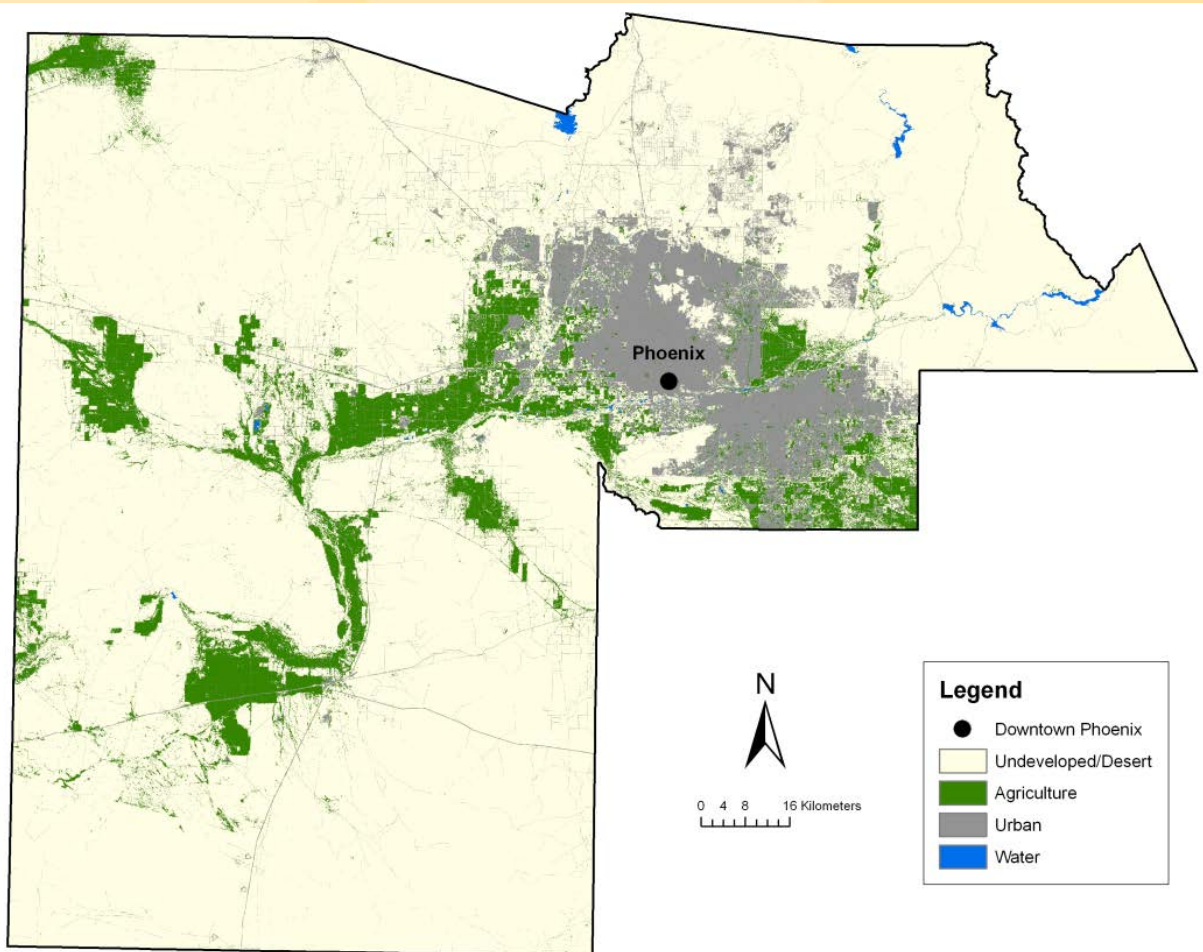 Phoenix
N
0 4 8 16 Kilometers
Legend
Downtown Phoenix
Undeveloped/Desert
Agriculture
Urban
Water